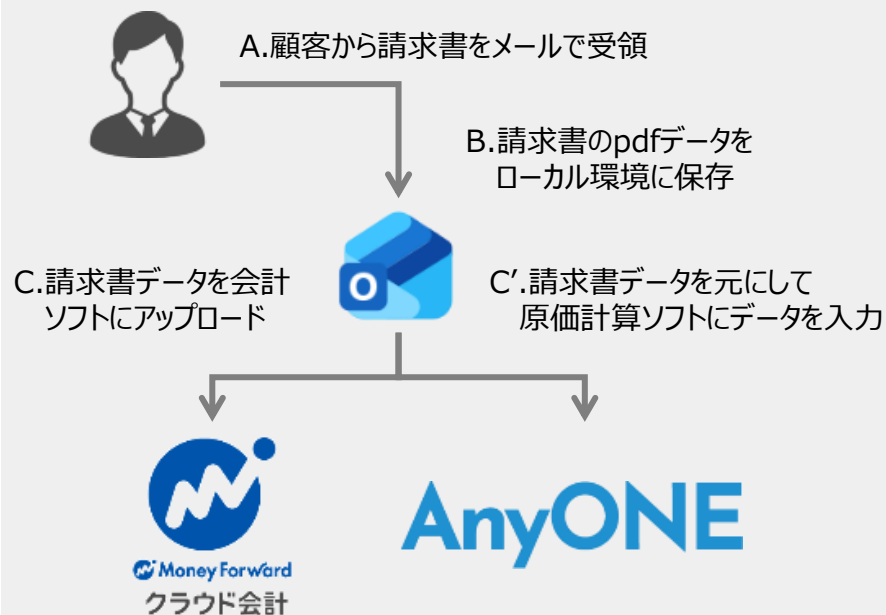 A.顧客から請求書をメールで受領
B.請求書のpdfデータを
ローカル環境に保存
C.請求書データを会計
ソフトにアップロード
O
C’.請求書データを元にして
原価計算ソフトにデータを入力
Money Forward
クラウド会計
AnyONE